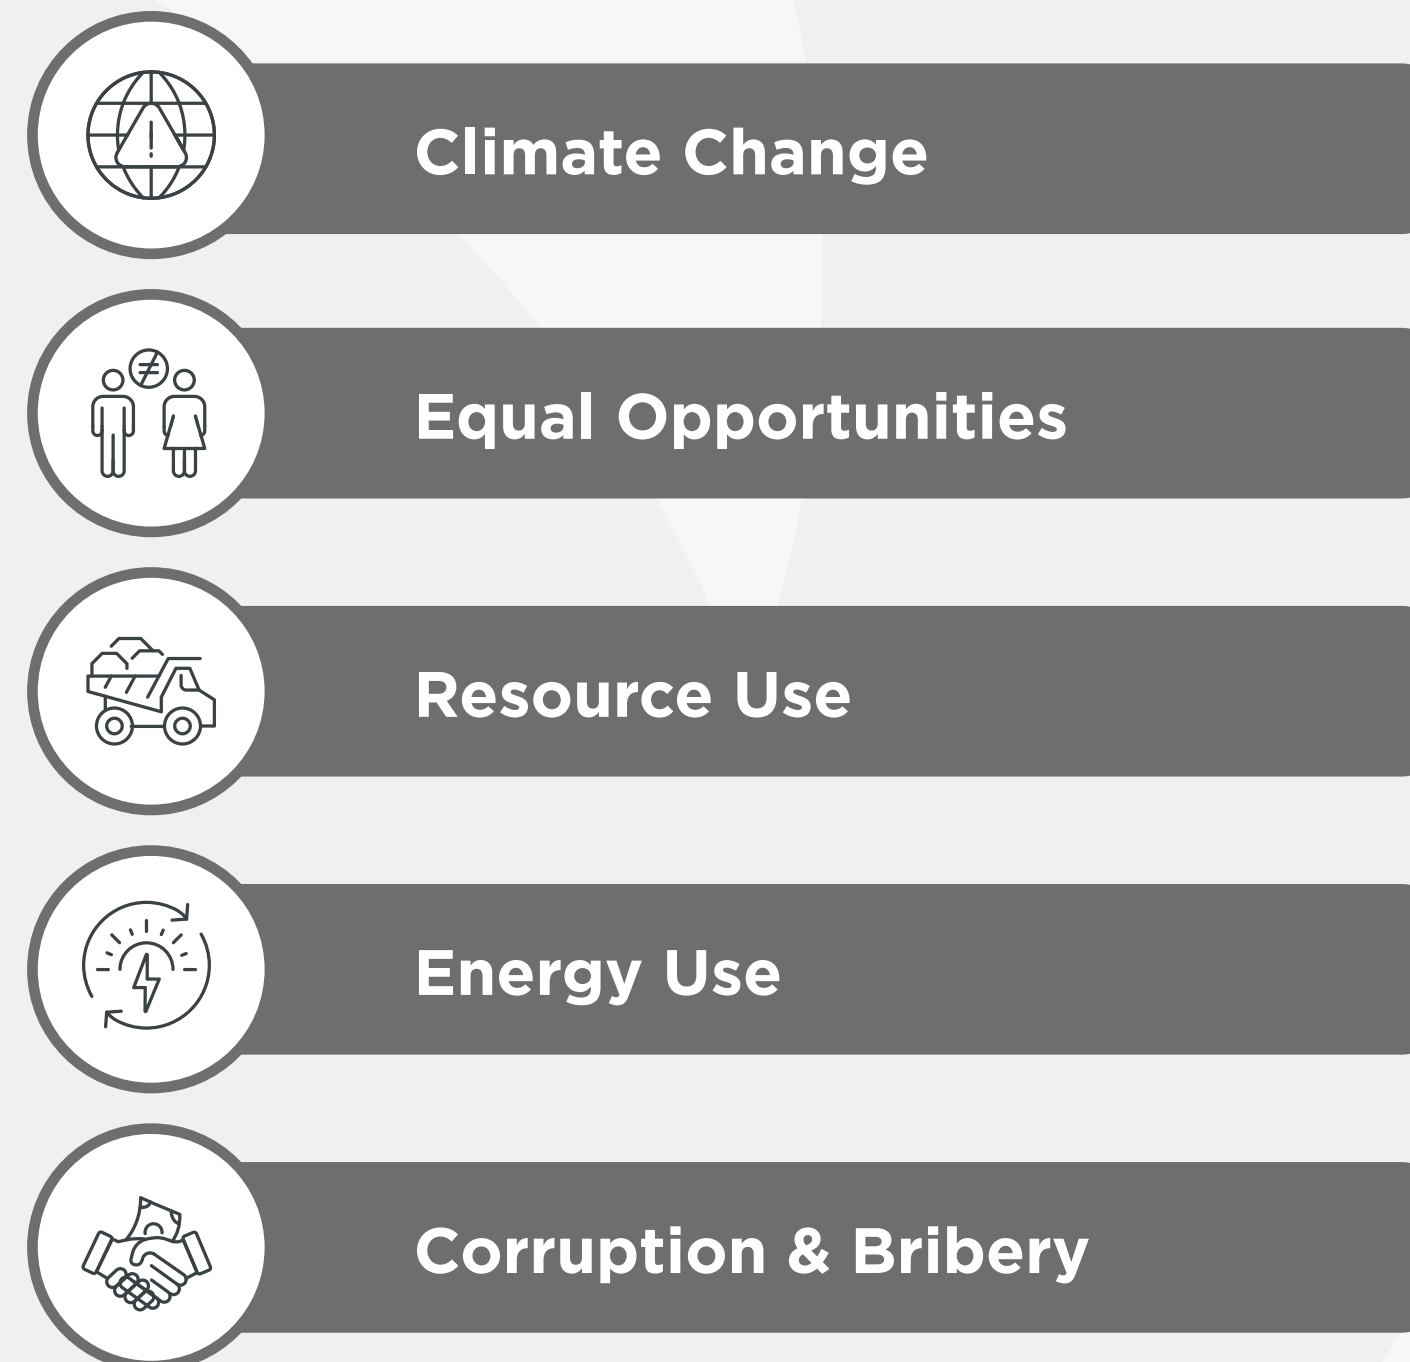 Climate Change
Equal Opportunities
Resource Use
Energy Use
Corruption & Bribery